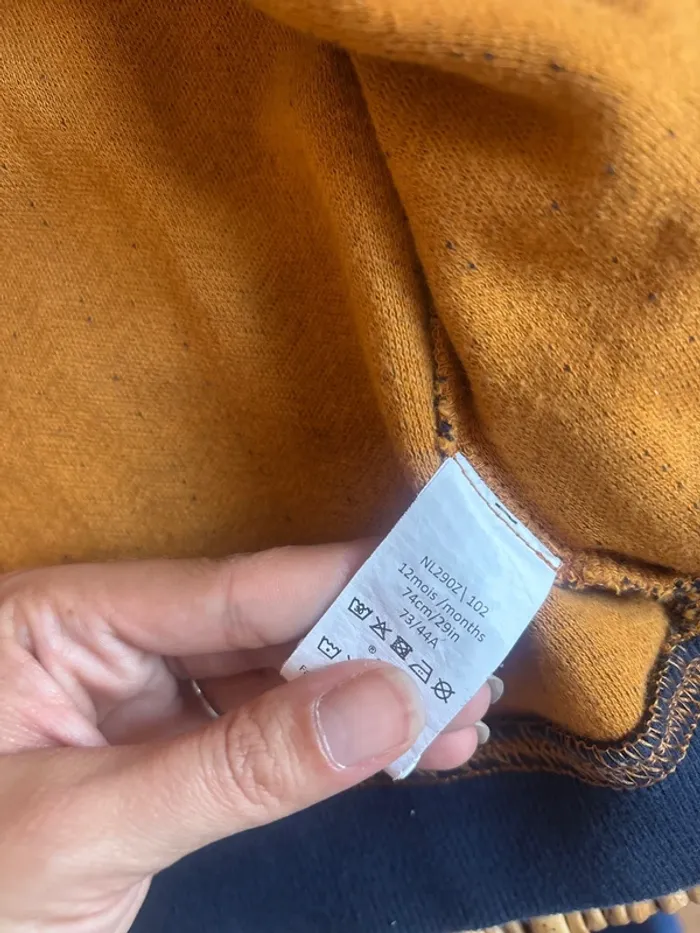 NL290Z\102
12mois /months
74cm/29in
73/44A
®